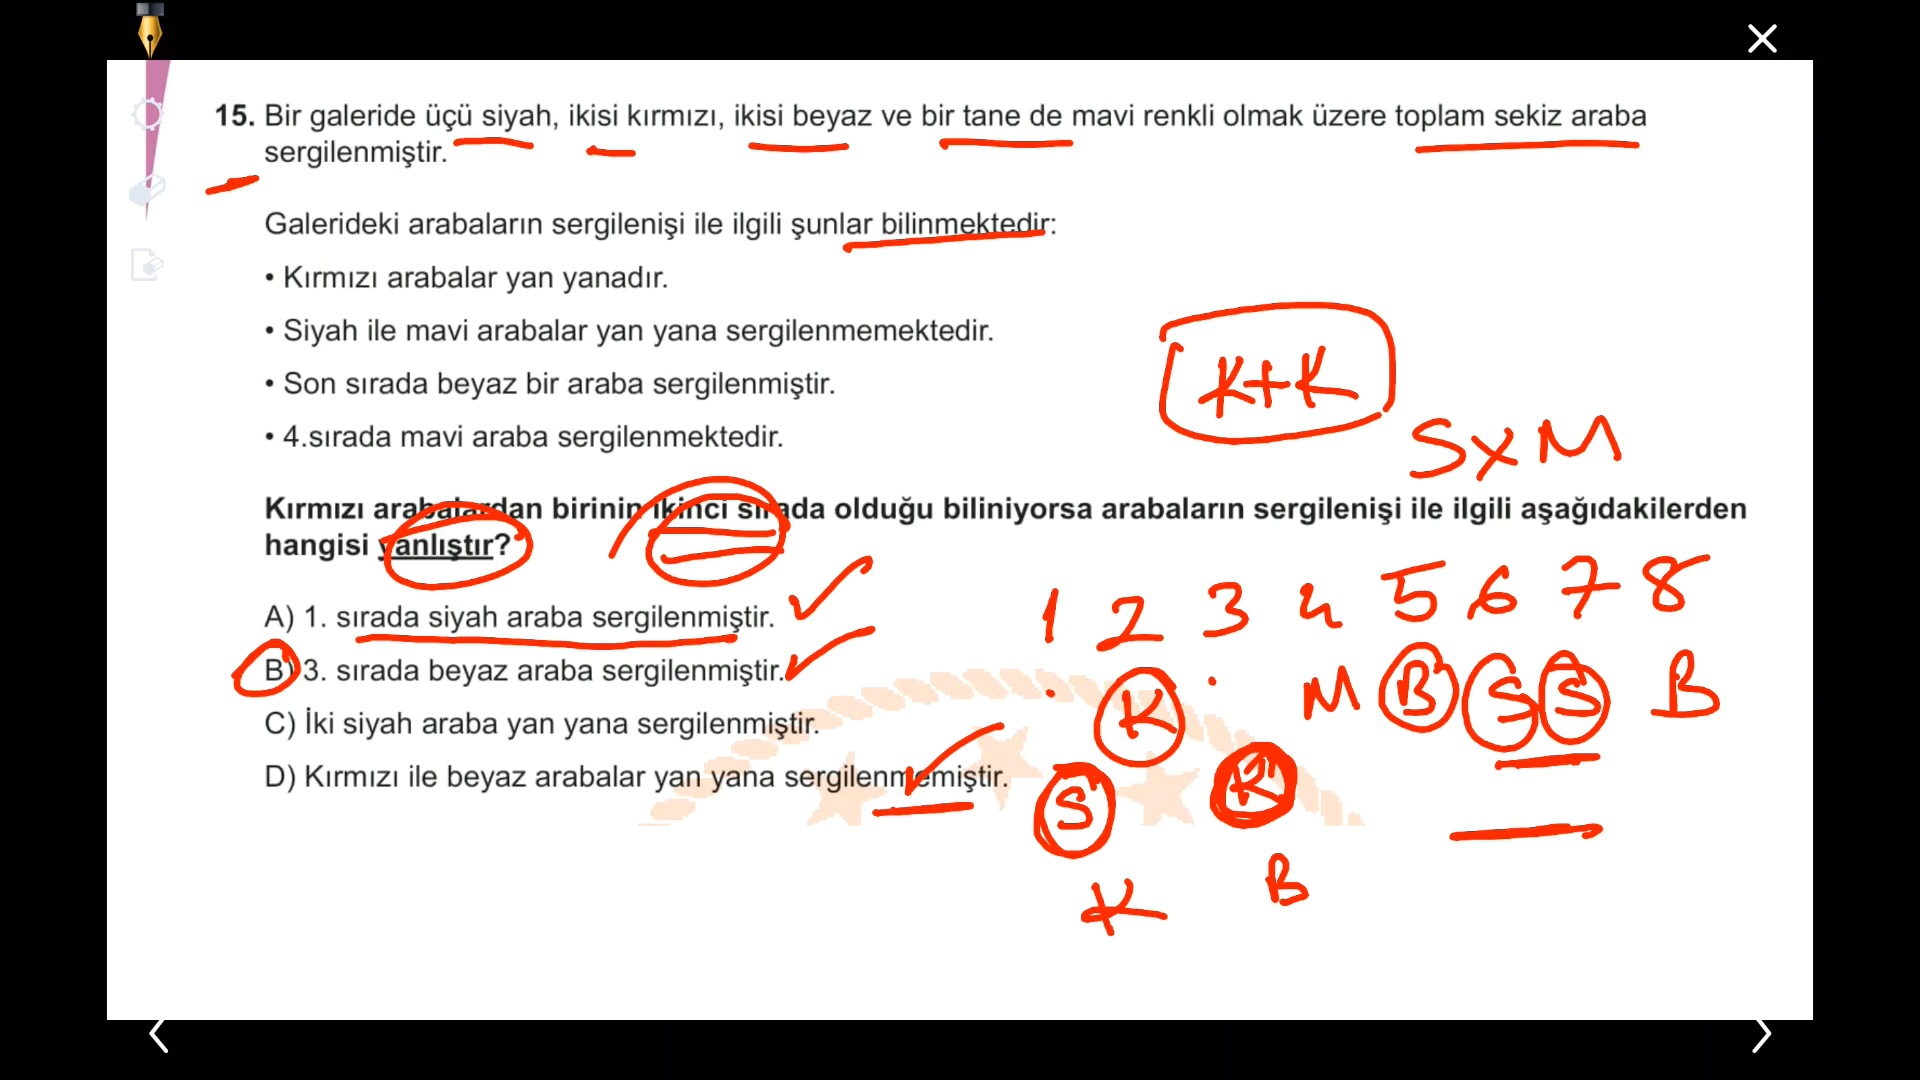 15. Bir galeride üçü siyah, ikisi kırmızı, ikisi beyaz ve bir tane de mavi renkli olmak üzere toplam sekiz araba
sergilenmiştir.
Galerideki arabaların sergilenişi ile ilgili şunlar bilinmektedir:
• Kırmızı arabalar yan yanadır.
• Siyah ile mavi arabalar yan yana sergilenmemektedir.
• Son sırada beyaz bir araba sergilenmiştir.
• 4.sırada mavi araba sergilenmektedir.
K+K
S x M
Kırmızı arabalardan birinin ikinci sırada olduğu biliniyorsa arabaların sergilenişi ile ilgili aşağıdakilerden
hangisi yanlıştır?
A) 1. sırada siyah araba sergilenmiştir.
B) 3. sırada beyaz araba sergilenmiştir.
C) İki siyah araba yan yana sergilenmiştir.
D) Kırmızı ile beyaz arabalar yan yana sergilenmemiştir.
1 2 3 4 5 6 7 8
K M B S S B
S K
K B